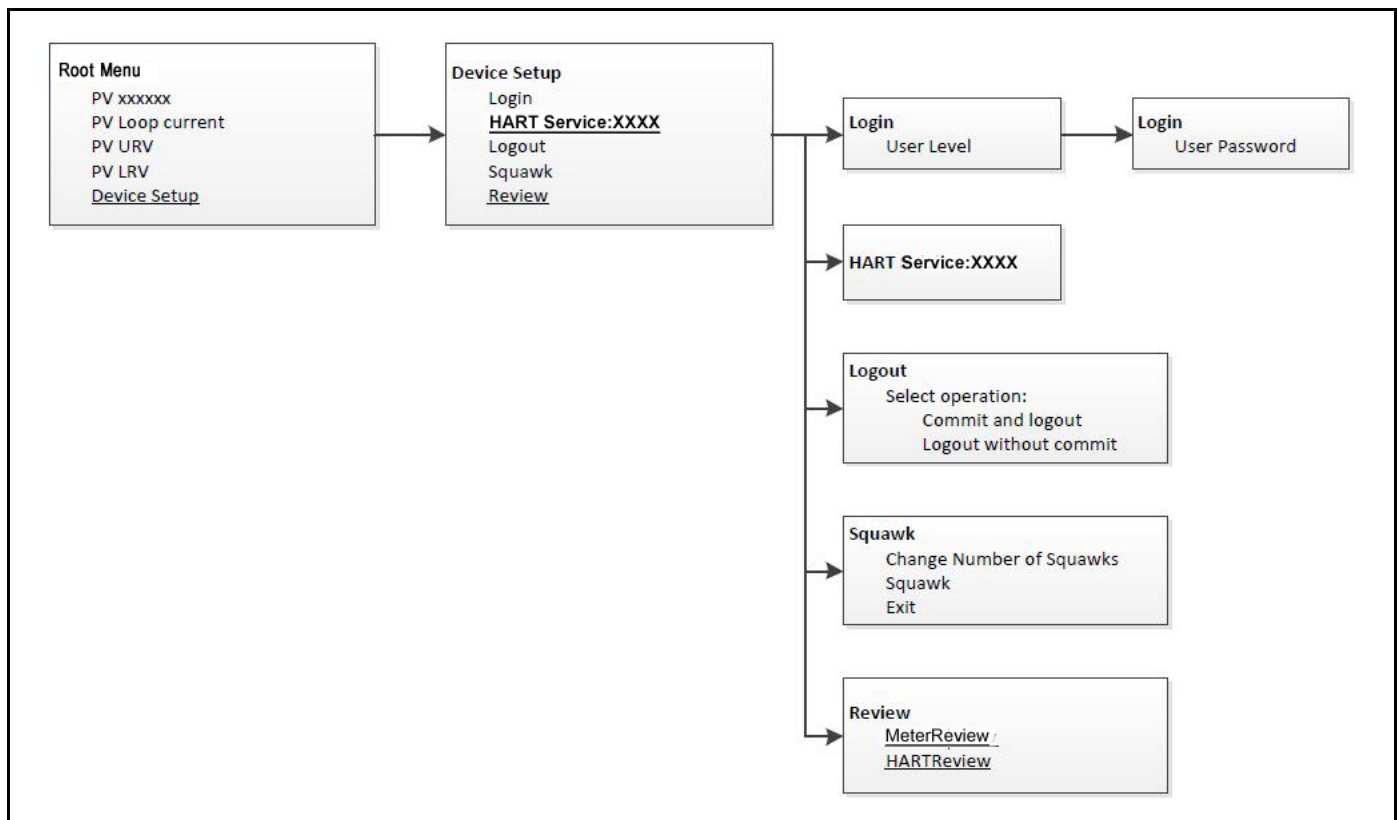 Root Menu
PV xxxxxx
PV Loop current
PV URV
PV LRV
Device Setup
Device Setup
Login
HART Service:XXXX
Logout
Squawk
Review
Login
User Level
Login
User Password
HART Service:XXXX
Logout
Select operation:
Commit and logout
Logout without commit
Squawk
Change Number of Squawks
Squawk
Exit
Review
MeterReview
HARTReview